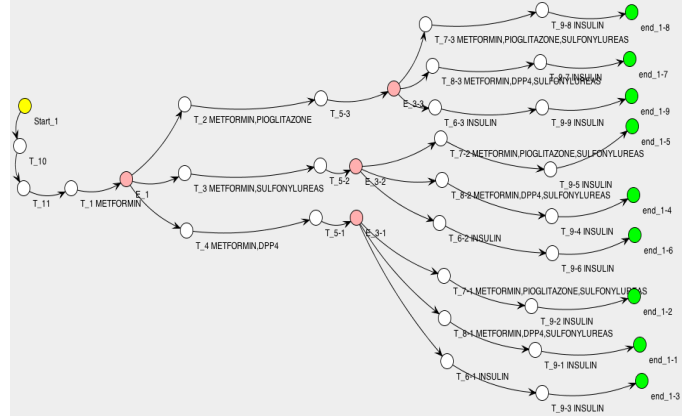 T_9-8 INSULIN
end_1-8
T_7-3 METFORMIN,PIOGLITAZONE,SULFONYLUREAS
T_9-7 INSULIN
end_1-7
T_8-3 METFORMIN,DPP4,SULFONYLUREAS
E_3-3
T_6-3 INSULIN
T_9-9 INSULIN
end_1-9
Start_1
T_2 METFORMIN,PIOGLITAZONE
T_5-3
end_1-5
T_7-2 METFORMIN,PIOGLITAZONE,SULFONYLUREAS
T_10
T_11
T_1 METFORMIN
E_1
T_3 METFORMIN,SULFONYLUREAS
T_5-2
E_3-2
T_9-5 INSULIN
T_8-2 METFORMIN,DPP4,SULFONYLUREAS
end_1-4
T_4 METFORMIN,DPP4
T_5-1
E_3-1
T_6-2 INSULIN
T_9-4 INSULIN
end_1-6
T_9-6 INSULIN
T_7-1 METFORMIN,PIOGLITAZONE,SULFONYLUREAS
end_1-2
T_9-2 INSULIN
T_8-1 METFORMIN,DPP4,SULFONYLUREAS
end_1-1
T_9-1 INSULIN
T_6-1 INSULIN
end_1-3
T_9-3 INSULIN